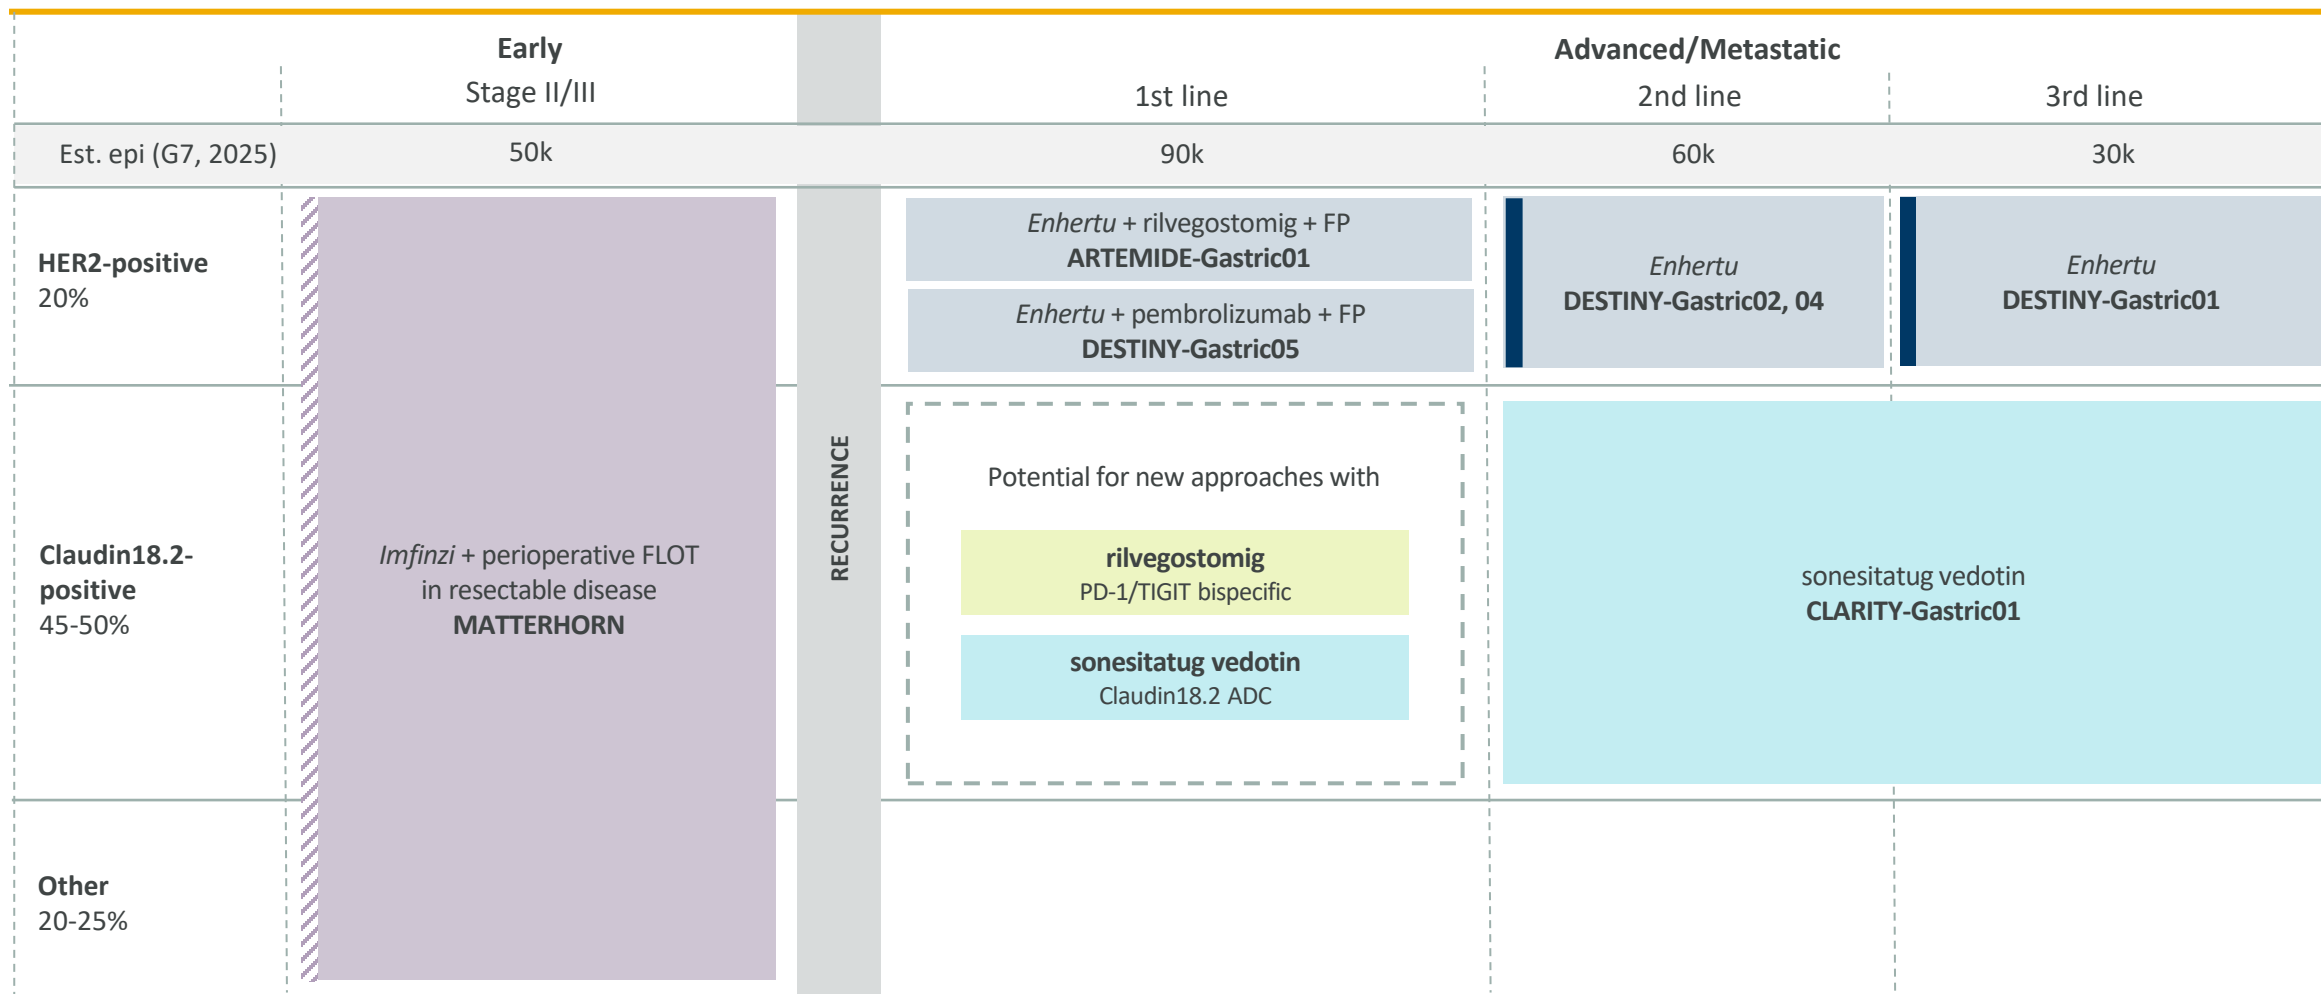 Early
Stage II/III
Advanced/Metastatic
1st line
2nd line
3rd line
Est. epi (G7, 2025)
50k
90k
60k
30k
HER2-positive
20%
Enhertu + rilvegostomig + FP
ARTEMIDE-Gastric01
Enhertu + pembrolizumab + FP
DESTINY-Gastric05
Enhertu
DESTINY-Gastric02, 04
Enhertu
DESTINY-Gastric01
Claudin18.2-
positive
45-50%
Imfinzi + perioperative FLOT
in resectable disease
MATTERHORN
RECURRENCE
Potential for new approaches with
rilvegostomig
PD-1/TIGIT bispecific
sonesitatug vedotin
Claudin18.2 ADC
sonesitatug vedotin
CLARITY-Gastric01
Other
20-25%